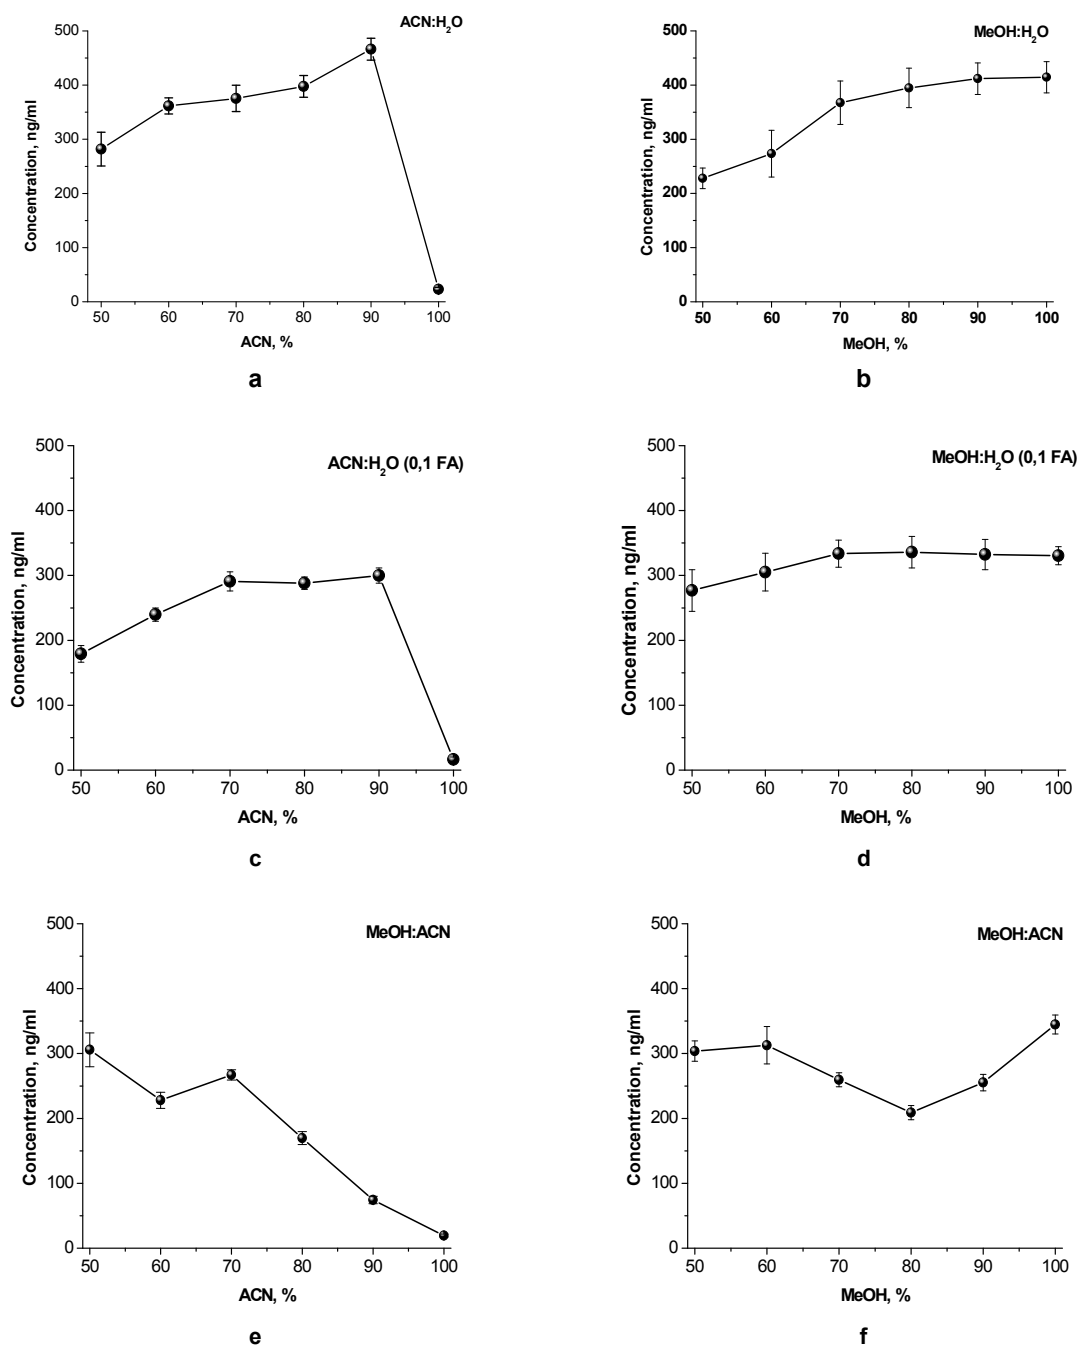 ACN:H₂O
500
400
300
200
100
0
Concentration, ng/ml
50 60 70 80 90 100
ACN, %
a
MeOH:H₂O
500
400
300
200
100
0
Concentration, ng/ml
50 60 70 80 90 100
MeOH, %
b
ACN:H₂O (0,1 FA)
500
400
300
200
100
0
Concentration, ng/ml
50 60 70 80 90 100
ACN, %
c
MeOH:H₂O (0,1 FA)
500
400
300
200
100
0
Concentration, ng/ml
50 60 70 80 90 100
MeOH, %
d
MeOH:ACN
500
400
300
200
100
0
Concentration, ng/ml
50 60 70 80 90 100
ACN, %
e
MeOH:ACN
500
400
300
200
100
0
Concentration, ng/ml
50 60 70 80 90 100
MeOH, %
f